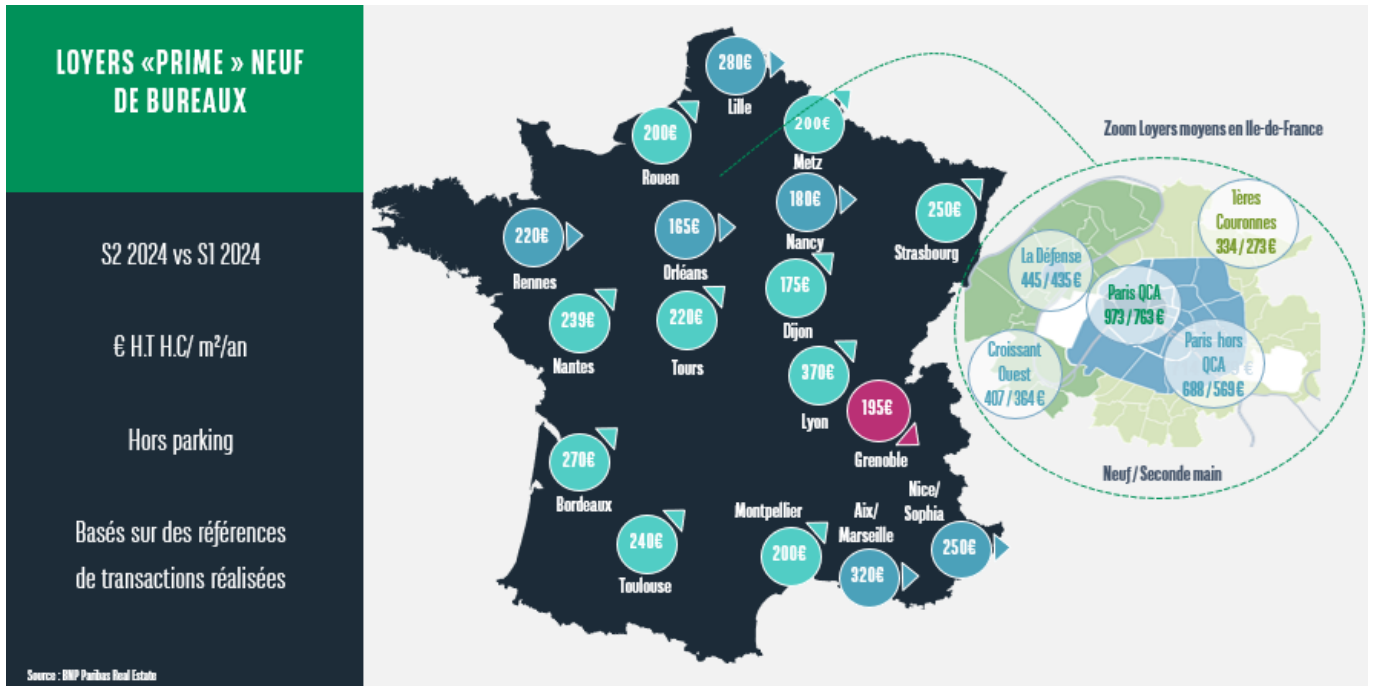 LOYERS «PRIME » NEUF
DE BUREAUX
S2 2024 vs S1 2024
€ H.T H.C/ m²/an
Hors parking
Basés sur des références
de transactions réalisées
Source : BNP Paribas Real Estate
280€
Lille
200€
Rouen
200€
Metz
180€
Nancy
250€
Strasbourg
220€
Rennes
165€
Orléans
175€
Dijon
239€
Nantes
220€
Tours
370€
Lyon
195€
Grenoble
270€
Bordeaux
240€
Toulouse
Montpellier
200€
Aix/
Marseille
320€
Nice/
Sophia
250€
Zoom Loyers moyens en Ile-de-France
1ères
Couronnes
334 / 273 €
La Défense
445 / 435 €
Paris QCA
973 / 763 €
Paris hors
QCA
688 / 569 €
Croissant
Ouest
407 / 364 €
Neuf / Seconde main